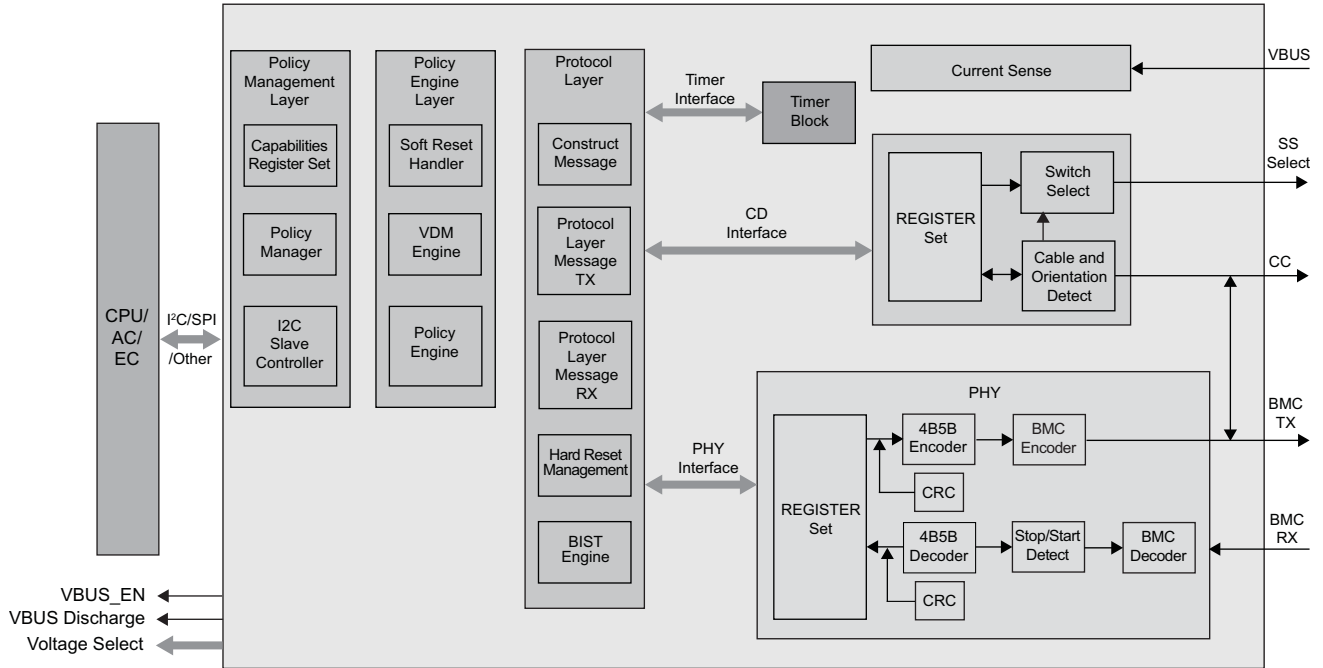 CPU/
AC/
EC
I²C/SPI
/Other
VBUS_EN
VBUS Discharge
Voltage Select
Policy
Management
Layer
Capabilities
Register Set
Policy
Manager
I2C
Slave
Controller
Policy
Engine
Layer
Soft Reset
Handler
VDM
Engine
Policy
Engine
Protocol
Layer
Construct
Message
Protocol
Layer
Message
TX
Protocol
Layer
Message
RX
Hard Reset
Management
BIST
Engine
Timer
Interface
Timer
Block
CD
Interface
PHY
Interface
Current Sense
VBUS
REGISTER
Set
Switch
Select
Cable and
Orientation
Detect
SS
Select
CC
PHY
REGISTER
Set
4B5B
Encoder
BMC
Encoder
CRC
4B5B
Decoder
Stop/Start
Detect
BMC
Decoder
CRC
BMC
TX
BMC
RX